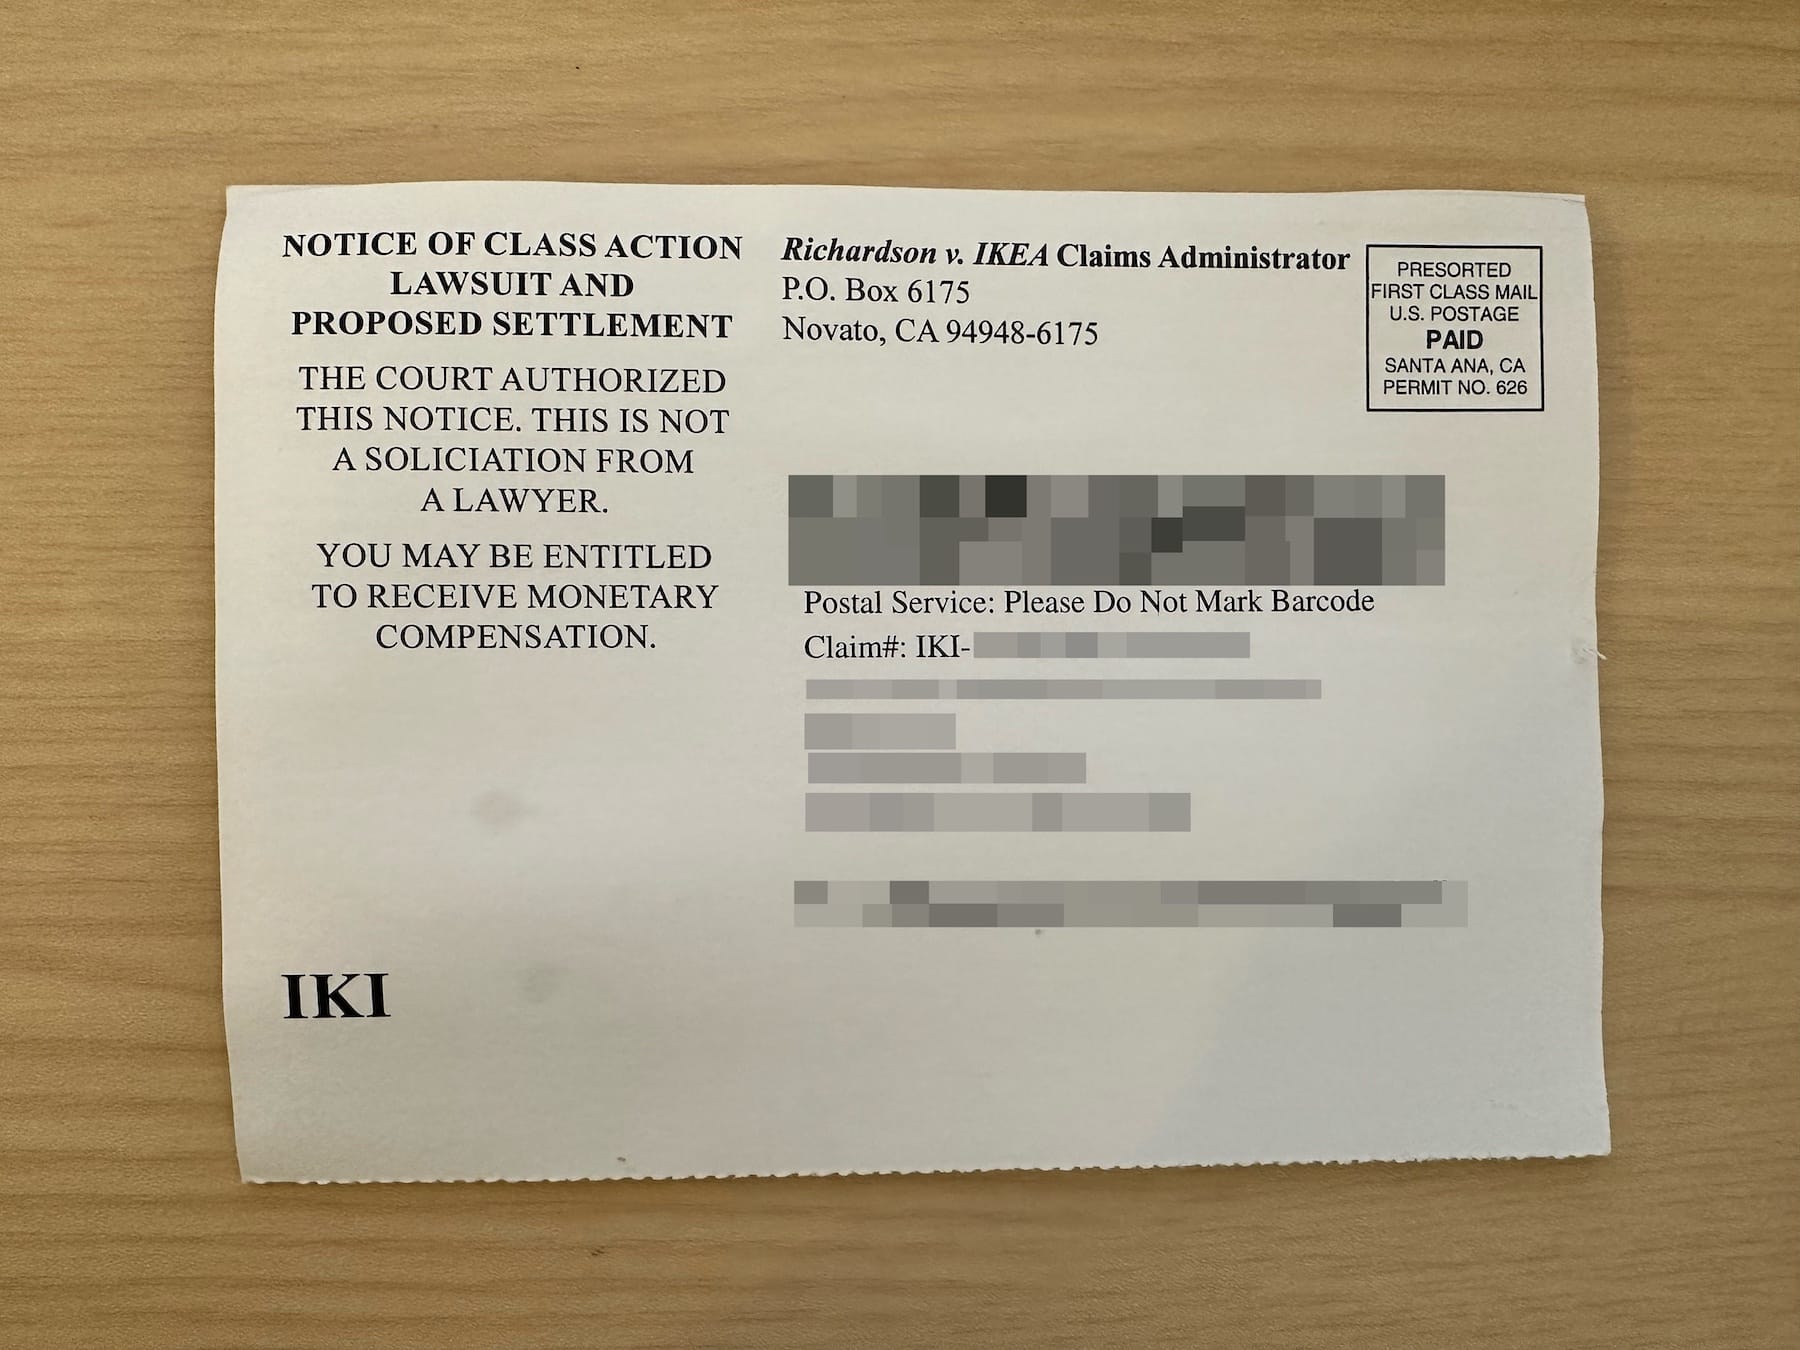 NOTICE OF CLASS ACTION
LAWSUIT AND
PROPOSED SETTLEMENT
THE COURT AUTHORIZED
THIS NOTICE. THIS IS NOT
A SOLICIATION FROM
A LAWYER.
YOU MAY BE ENTITLED
TO RECEIVE MONETARY
COMPENSATION.
IKI
Richardson v. IKEA Claims Administrator
P.O. Box 6175
Novato, CA 94948-6175
PRESORTED
FIRST CLASS MAIL
U.S. POSTAGE
PAID
SANTA ANA, CA
PERMIT NO. 626
Postal Service: Please Do Not Mark Barcode
Claim#: IKI-